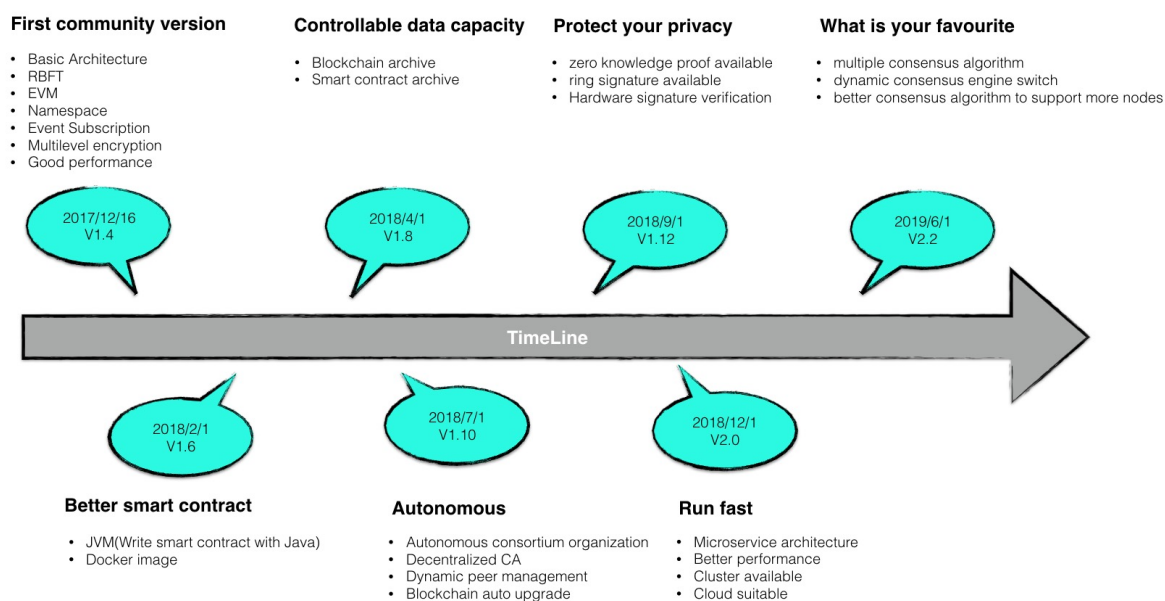 First community version
• Basic Architecture
• RBFT
• EVM
• Namespace
• Event Subscription
• Multilevel encryption
• Good performance
Controllable data capacity
• Blockchain archive
• Smart contract archive
Protect your privacy
• zero knowledge proof available
• ring signature available
• Hardware signature verification
What is your favourite
• multiple consensus algorithm
• dynamic consensus engine switch
• better consensus algorithm to support more nodes
2017/12/16
V1.4
2018/4/1
V1.8
2018/9/1
V1.12
2019/6/1
V2.2
TimeLine
2018/2/1
V1.6
2018/7/1
V1.10
2018/12/1
V2.0
Better smart contract
• JVM(Write smart contract with Java)
• Docker image
Autonomous
• Autonomous consortium organization
• Decentralized CA
• Dynamic peer management
• Blockchain auto upgrade
Run fast
• Microservice architecture
• Better performance
• Cluster available
• Cloud suitable